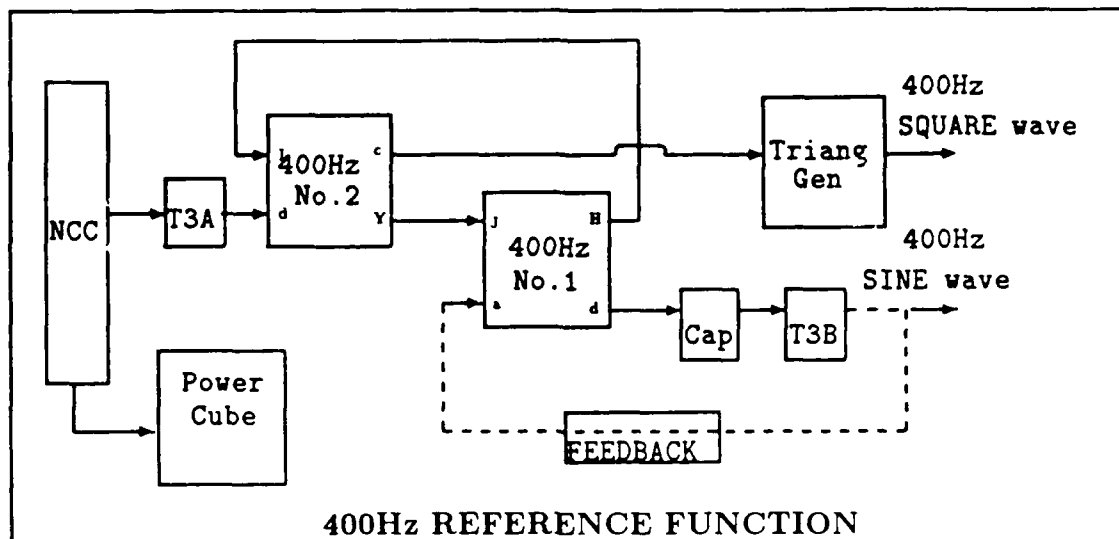 400Hz
SQUARE wave
Triang
Gen
400Hz
No.2
c
d
Y
T3A
NCC
J
H
400Hz
No.1
a
d
400Hz
SINE wave
Cap
T3B
Power
Cube
FEEDBACK
400Hz REFERENCE FUNCTION